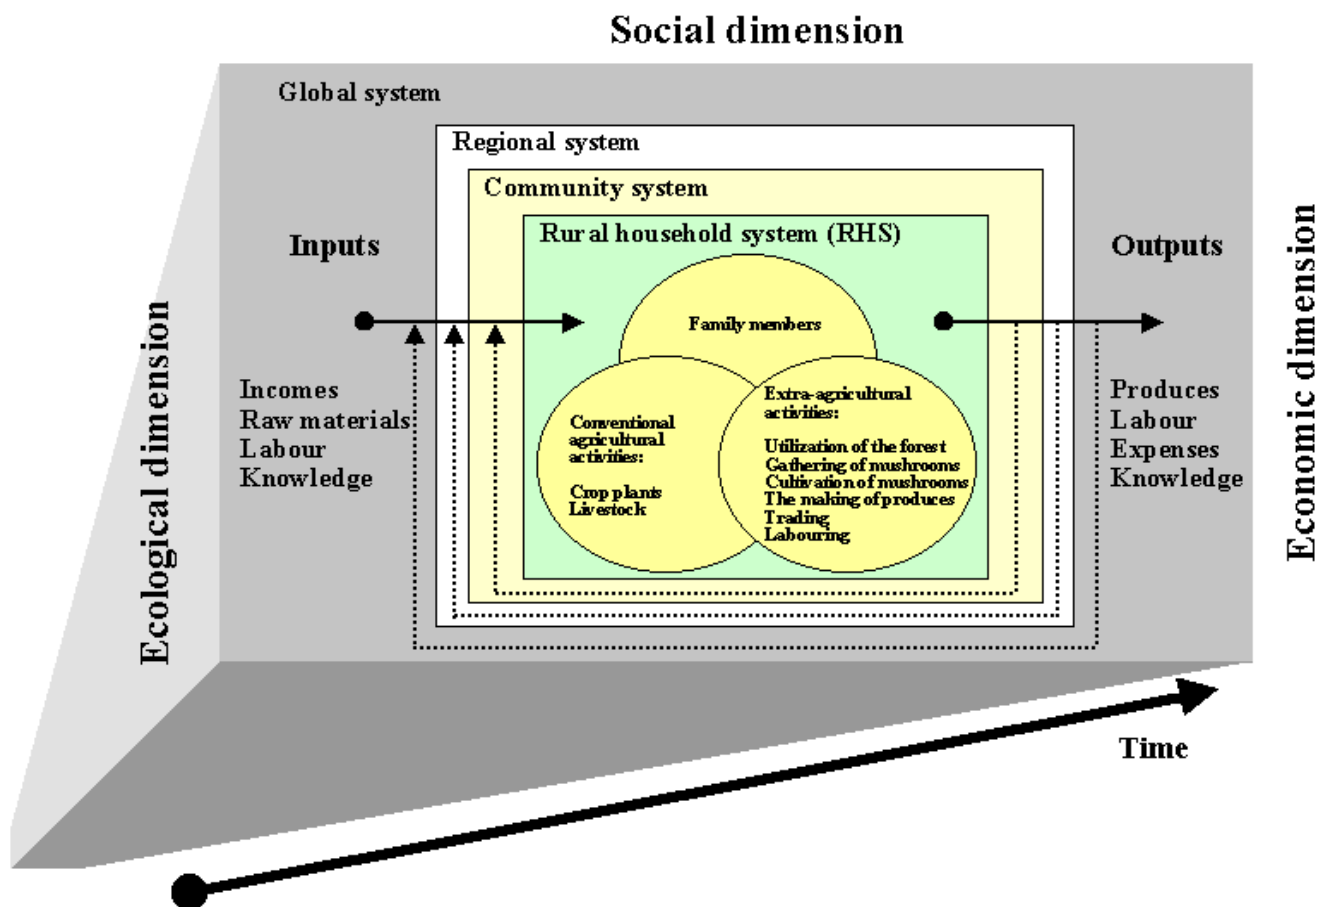 Social dimension
Global system
Regional system
Community system
Rural household system (RHS)
Inputs
Outputs
Family members
Incomes
Raw materials
Labour
Knowledge
Conventional
agricultural
activities:
Crop plants
Livestock
Extra-agricultural
activities:
Utilization of the forest
Gathering of mushrooms
Cultivation of mushrooms
The making of produces
Trading
Labouring
Produces
Labour
Expenses
Knowledge
Ecological dimension
Economic dimension
Time